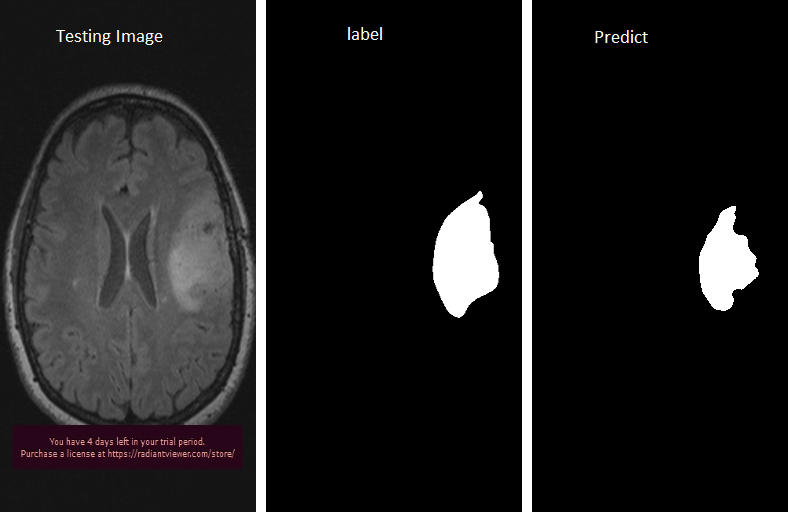 Testing Image
label
Predict
You have 4 days left in your trial period.
Purchase a license at https://radiantviewer.com/store/